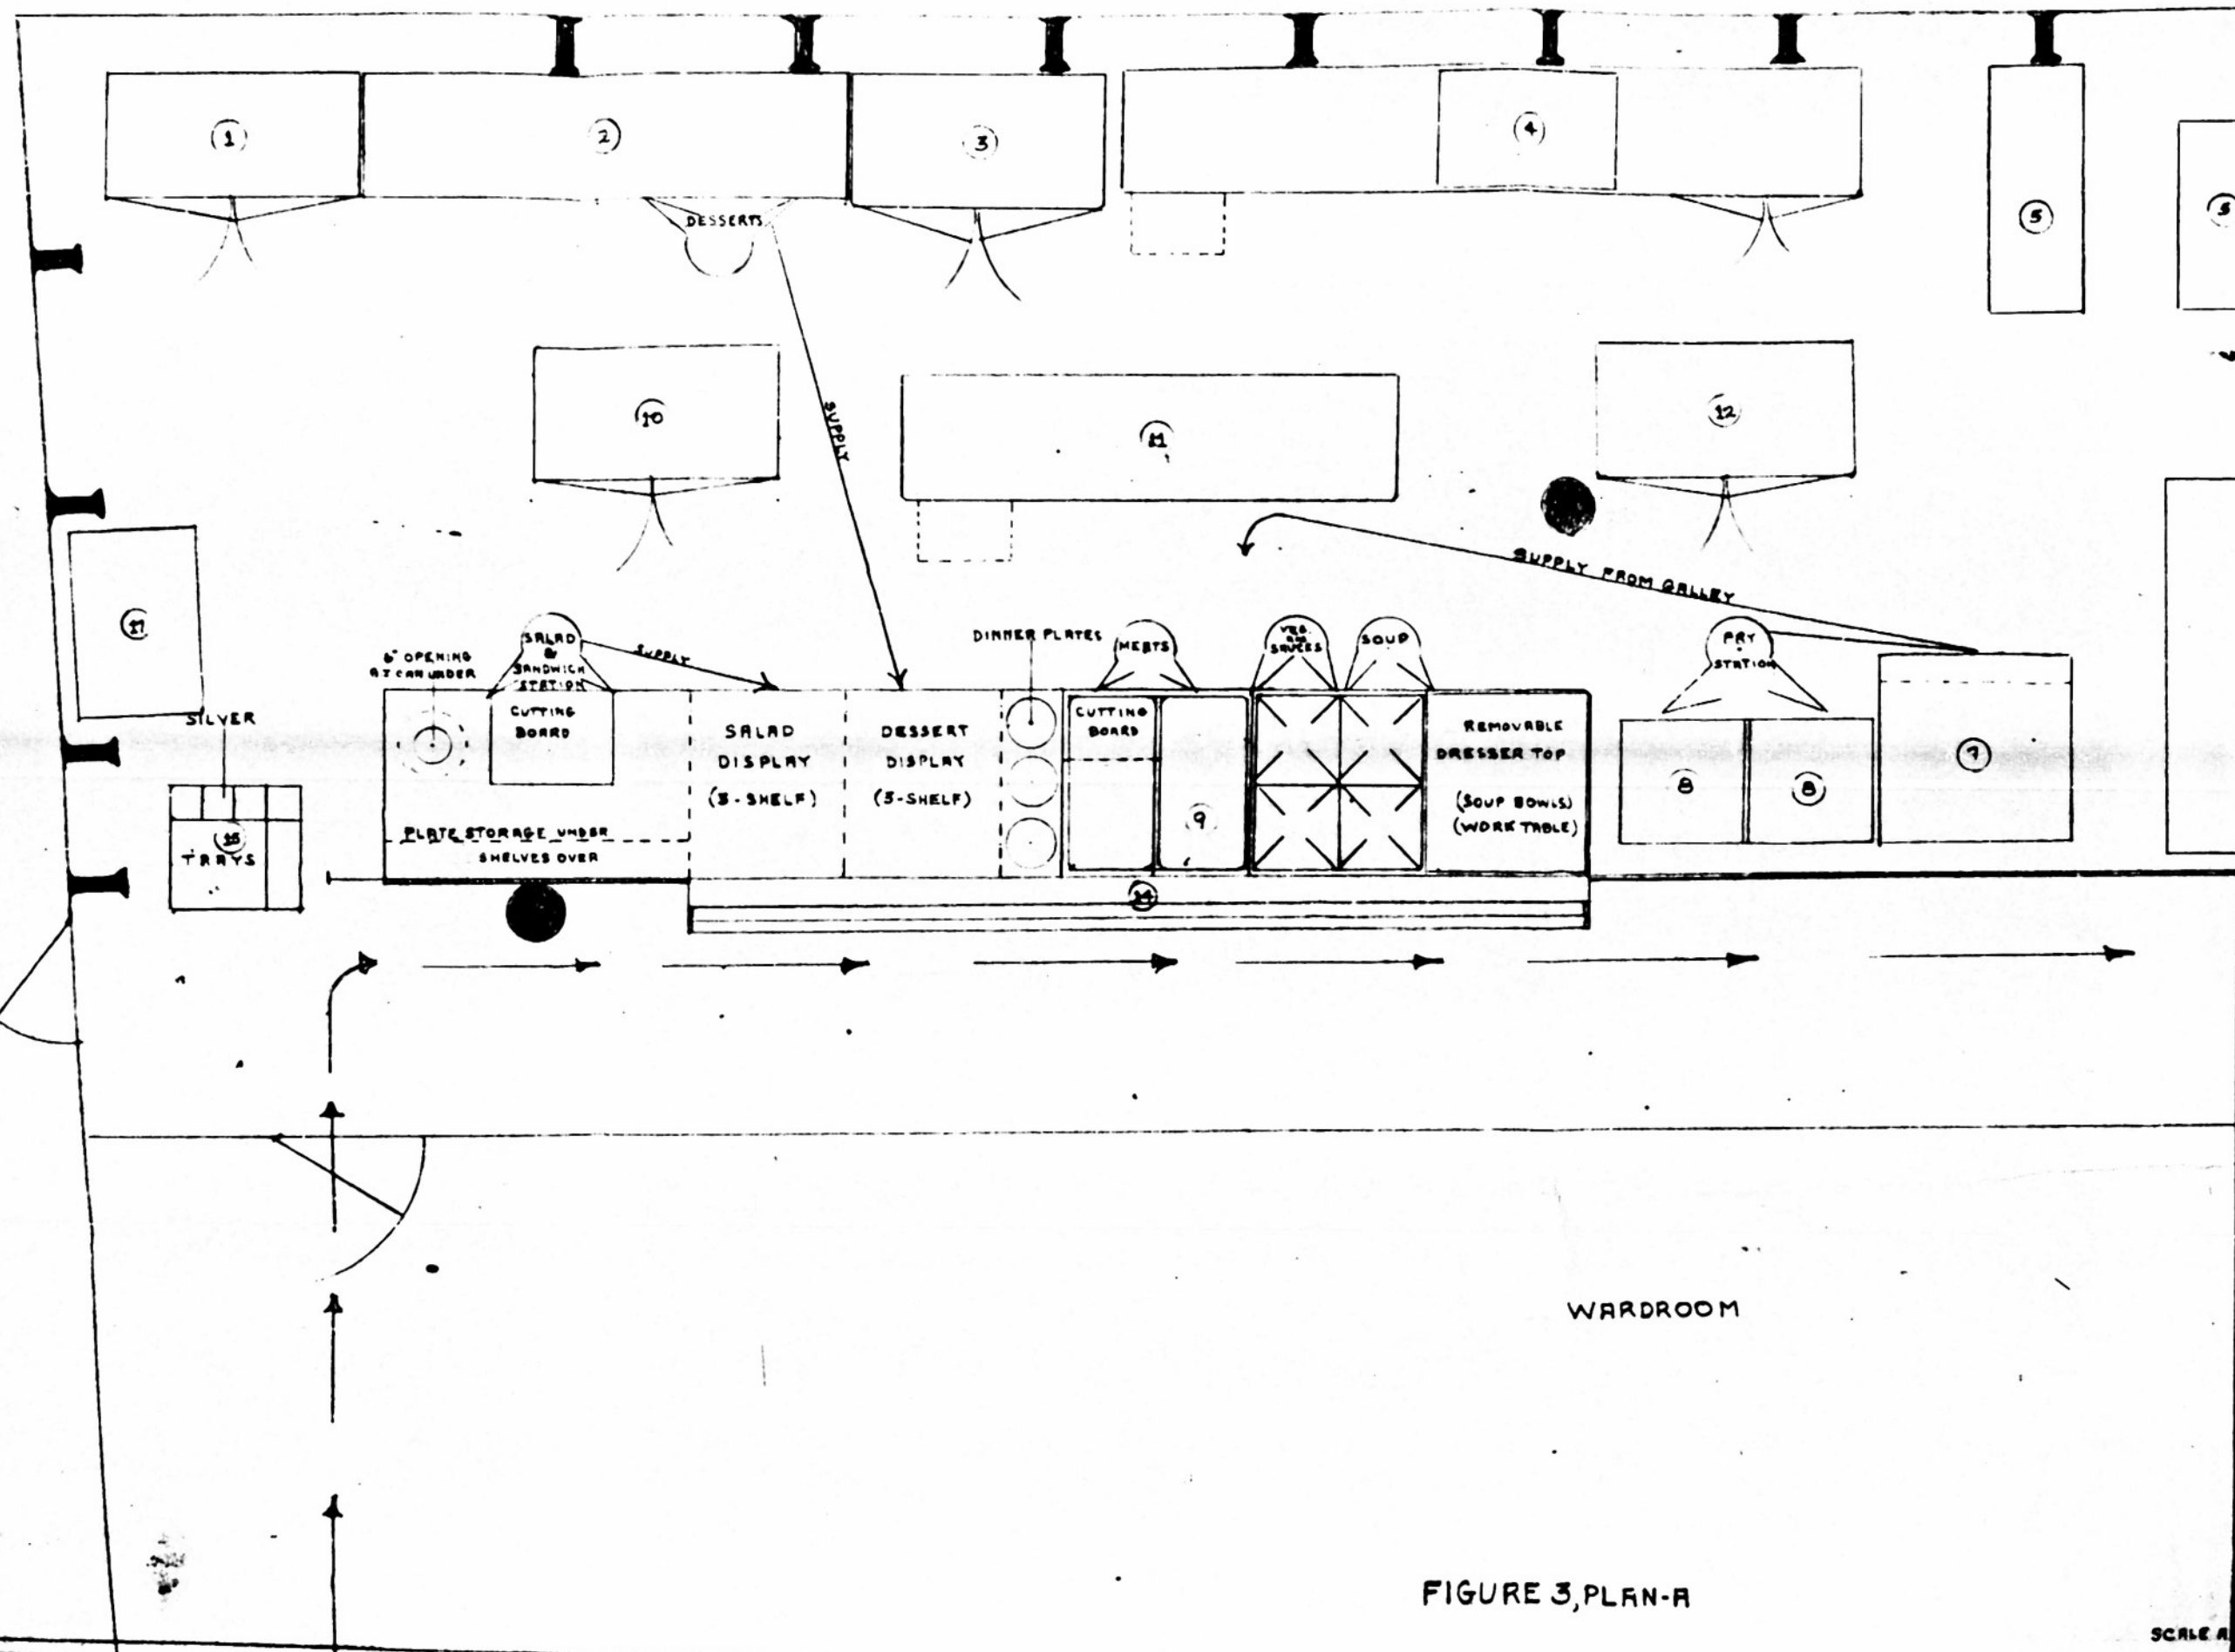 1
2
3
4
5
5
DESSERTS
10
11
12
SUPPLY
SUPPLY FROM GALLEY
17
SALAD
&
SANDWICH
STATION
SUPPLY
6" OPENING
DINNER PLATES
MEATS
VEG.
AND
SAUCES
SOUP
FRY
STATION
SILVER
CUTTING
BOARD
SALAD
DISPLAY
(3-SHELF)
DESSERT
DISPLAY
(3-SHELF)
CUTTING
BOARD
9
REMOVABLE
DRESSER TOP
(SOUP BOWLS)
(WORK TABLE)
8
8
7
TRAYS
PLATE STORAGE UNDER
SHELVES OVER
14
WARDROOM
FIGURE 3, PLAN-A
SCALE